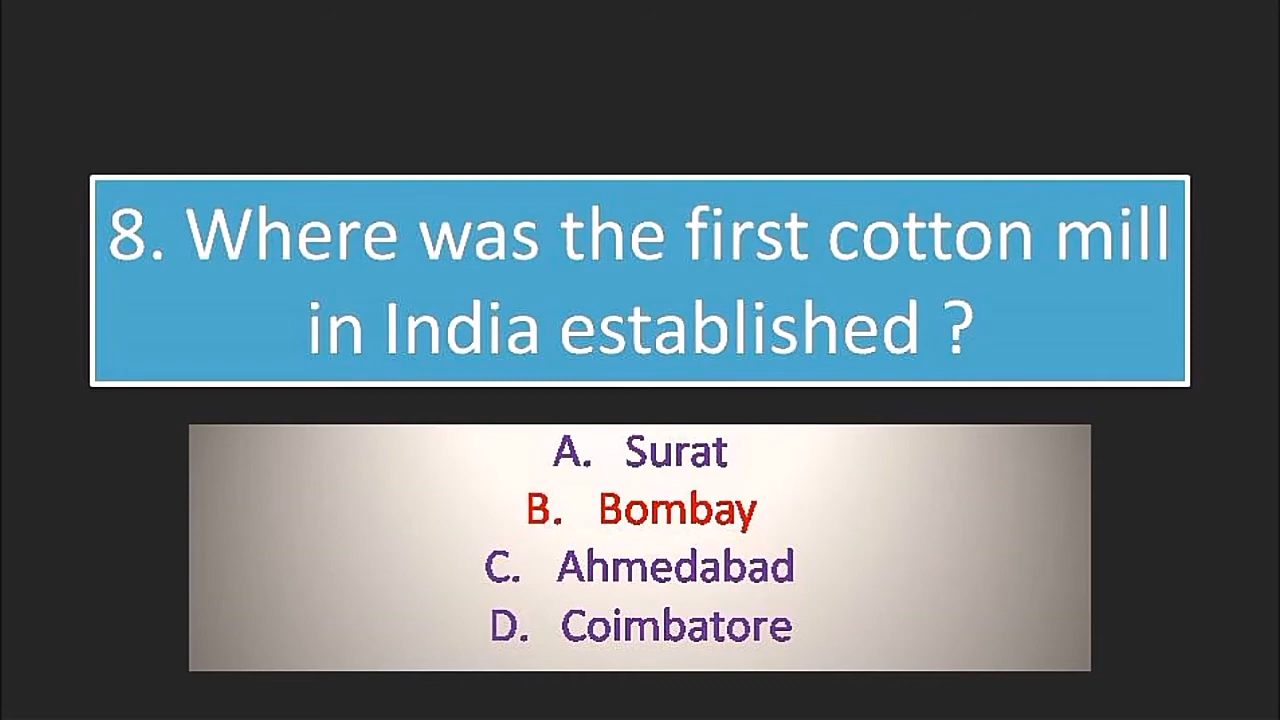 8. Where was the first cotton mill
in India established ?
A. Surat
B. Bombay
C. Ahmedabad
D. Coimbatore